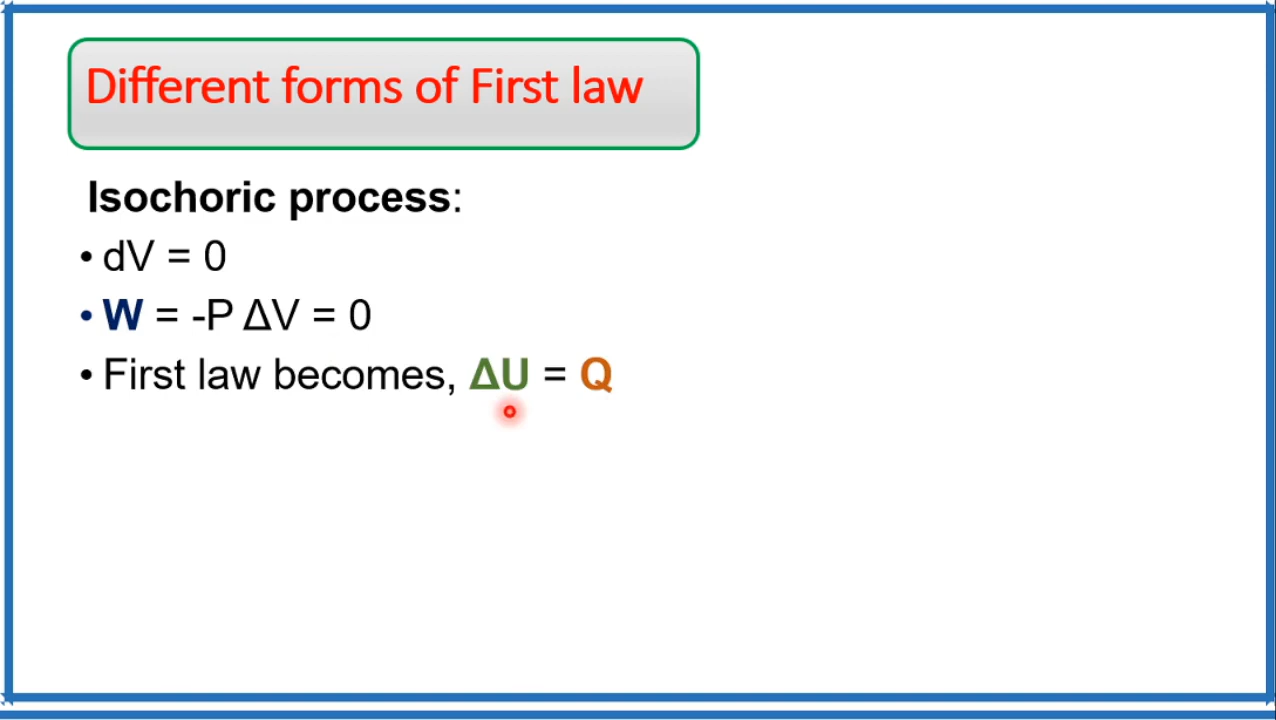 Different forms of First law
Isochoric process:
• dV = 0
• W = -P ΔV = 0
• First law becomes, ΔU = Q